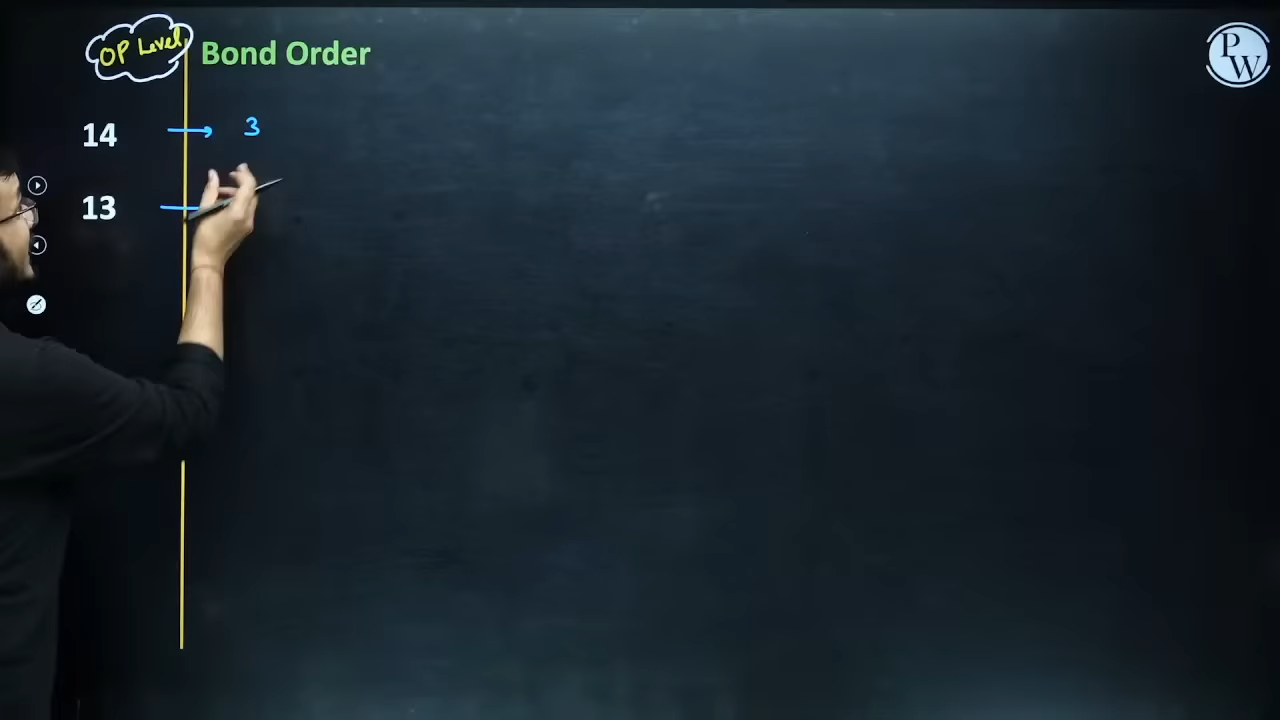 OP Level
Bond Order
14 → 3
13
PW